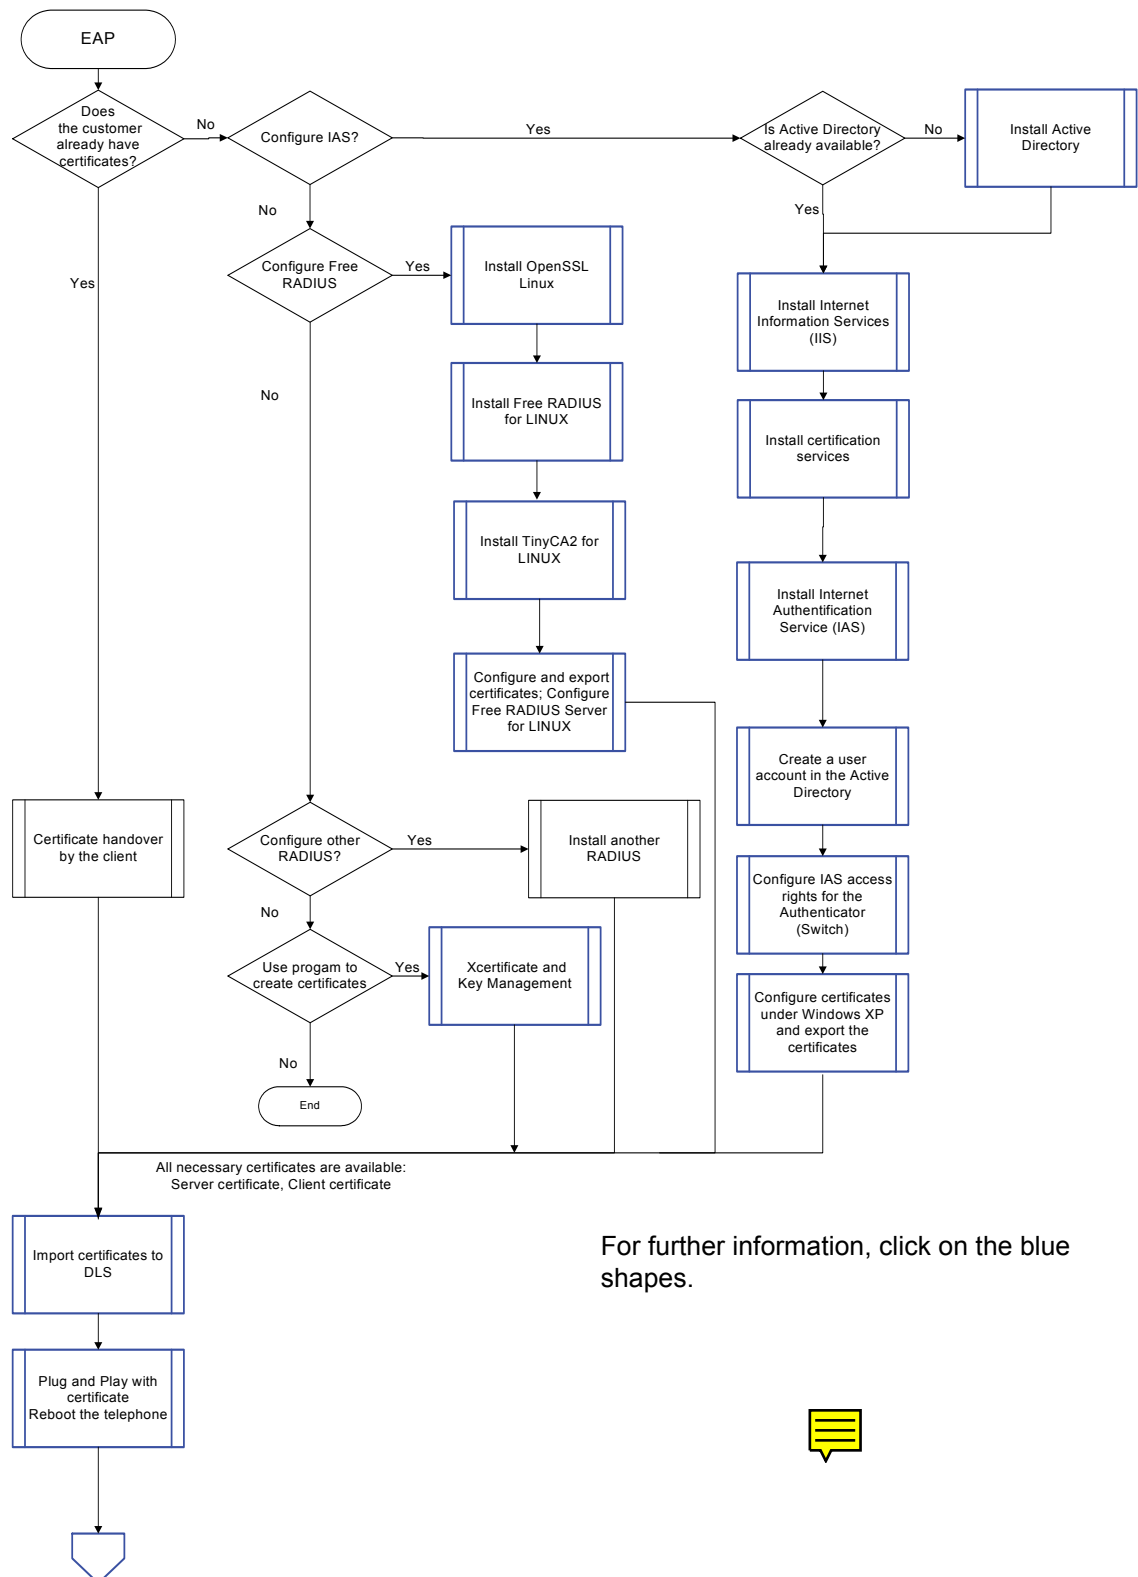 EAP
Does
the customer
already have
certificates?
No
Configure IAS?
Yes
Is Active Directory
already available?
No
Install Active
Directory
No
Yes
Configure Free
RADIUS
Yes
Install OpenSSL
Linux
Yes
Install Internet
Information Services
(IIS)
No
Install Free RADIUS
for LINUX
Install certification
services
Install TinyCA2 for
LINUX
Install Internet
Authentification
Service (IAS)
Configure and export
certificates; Configure
Free RADIUS Server
for LINUX
Create a user
account in the Active
Directory
Certificate handover
by the client
Configure other
RADIUS?
Yes
Install another
RADIUS
Configure IAS access
rights for the
Authenticator
(Switch)
No
Use progam to
create certificates
Yes
Xcertificate and
Key Management
Configure certificates
under Windows XP
and export the
certificates
No
End
All necessary certificates are available:
Server certificate, Client certificate
Import certificates to
DLS
For further information, click on the blue
shapes.
Plug and Play with
certificate
Reboot the telephone